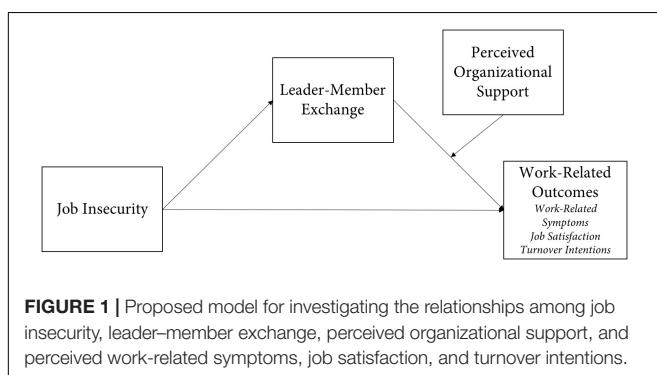 Perceived
Organizational
Support
Leader-Member
Exchange
Job Insecurity
Work-Related
Outcomes
Work-Related
Symptoms
Job Satisfaction
Turnover Intentions
FIGURE 1 | Proposed model for investigating the relationships among job
insecurity, leader–member exchange, perceived organizational support, and
perceived work-related symptoms, job satisfaction, and turnover intentions.